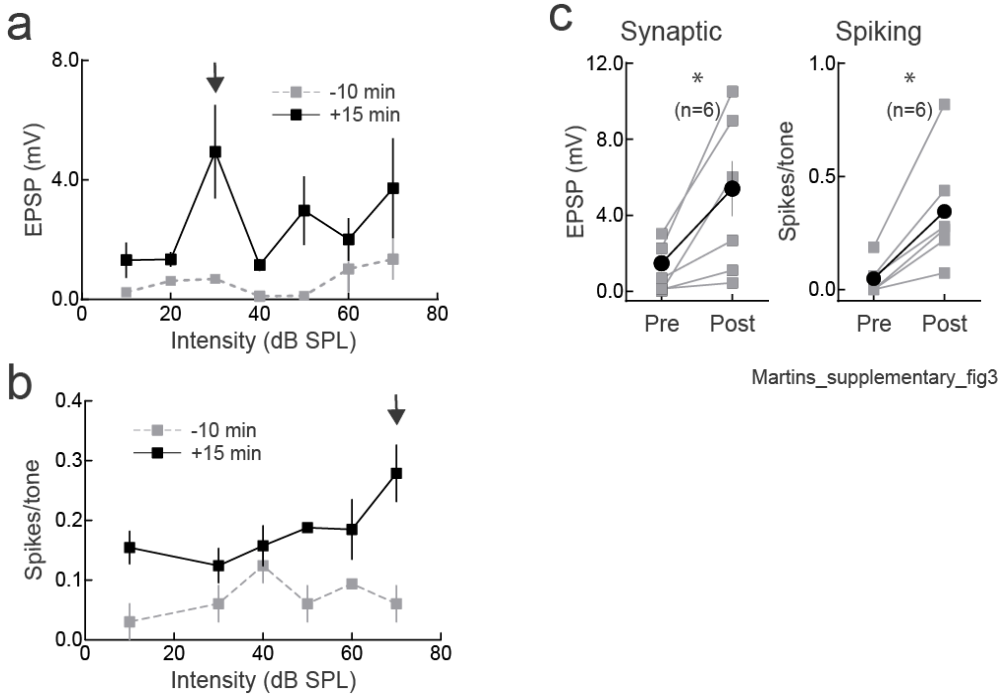 a
8.0
4.0
0.0
EPSP (mV)
-10 min
+15 min
0
20
40
60
80
Intensity (dB SPL)
b
0.4
0.3
0.2
0.1
0.0
Spikes/tone
-10 min
+15 min
0
20
40
60
80
Intensity (dB SPL)
c
Synaptic
12.0
8.0
4.0
0.0
EPSP (mV)
*
(n=6)
Pre
Post
Spiking
1.0
0.5
0.0
Spikes/tone
*
(n=6)
Pre
Post
Martins_supplementary_fig3